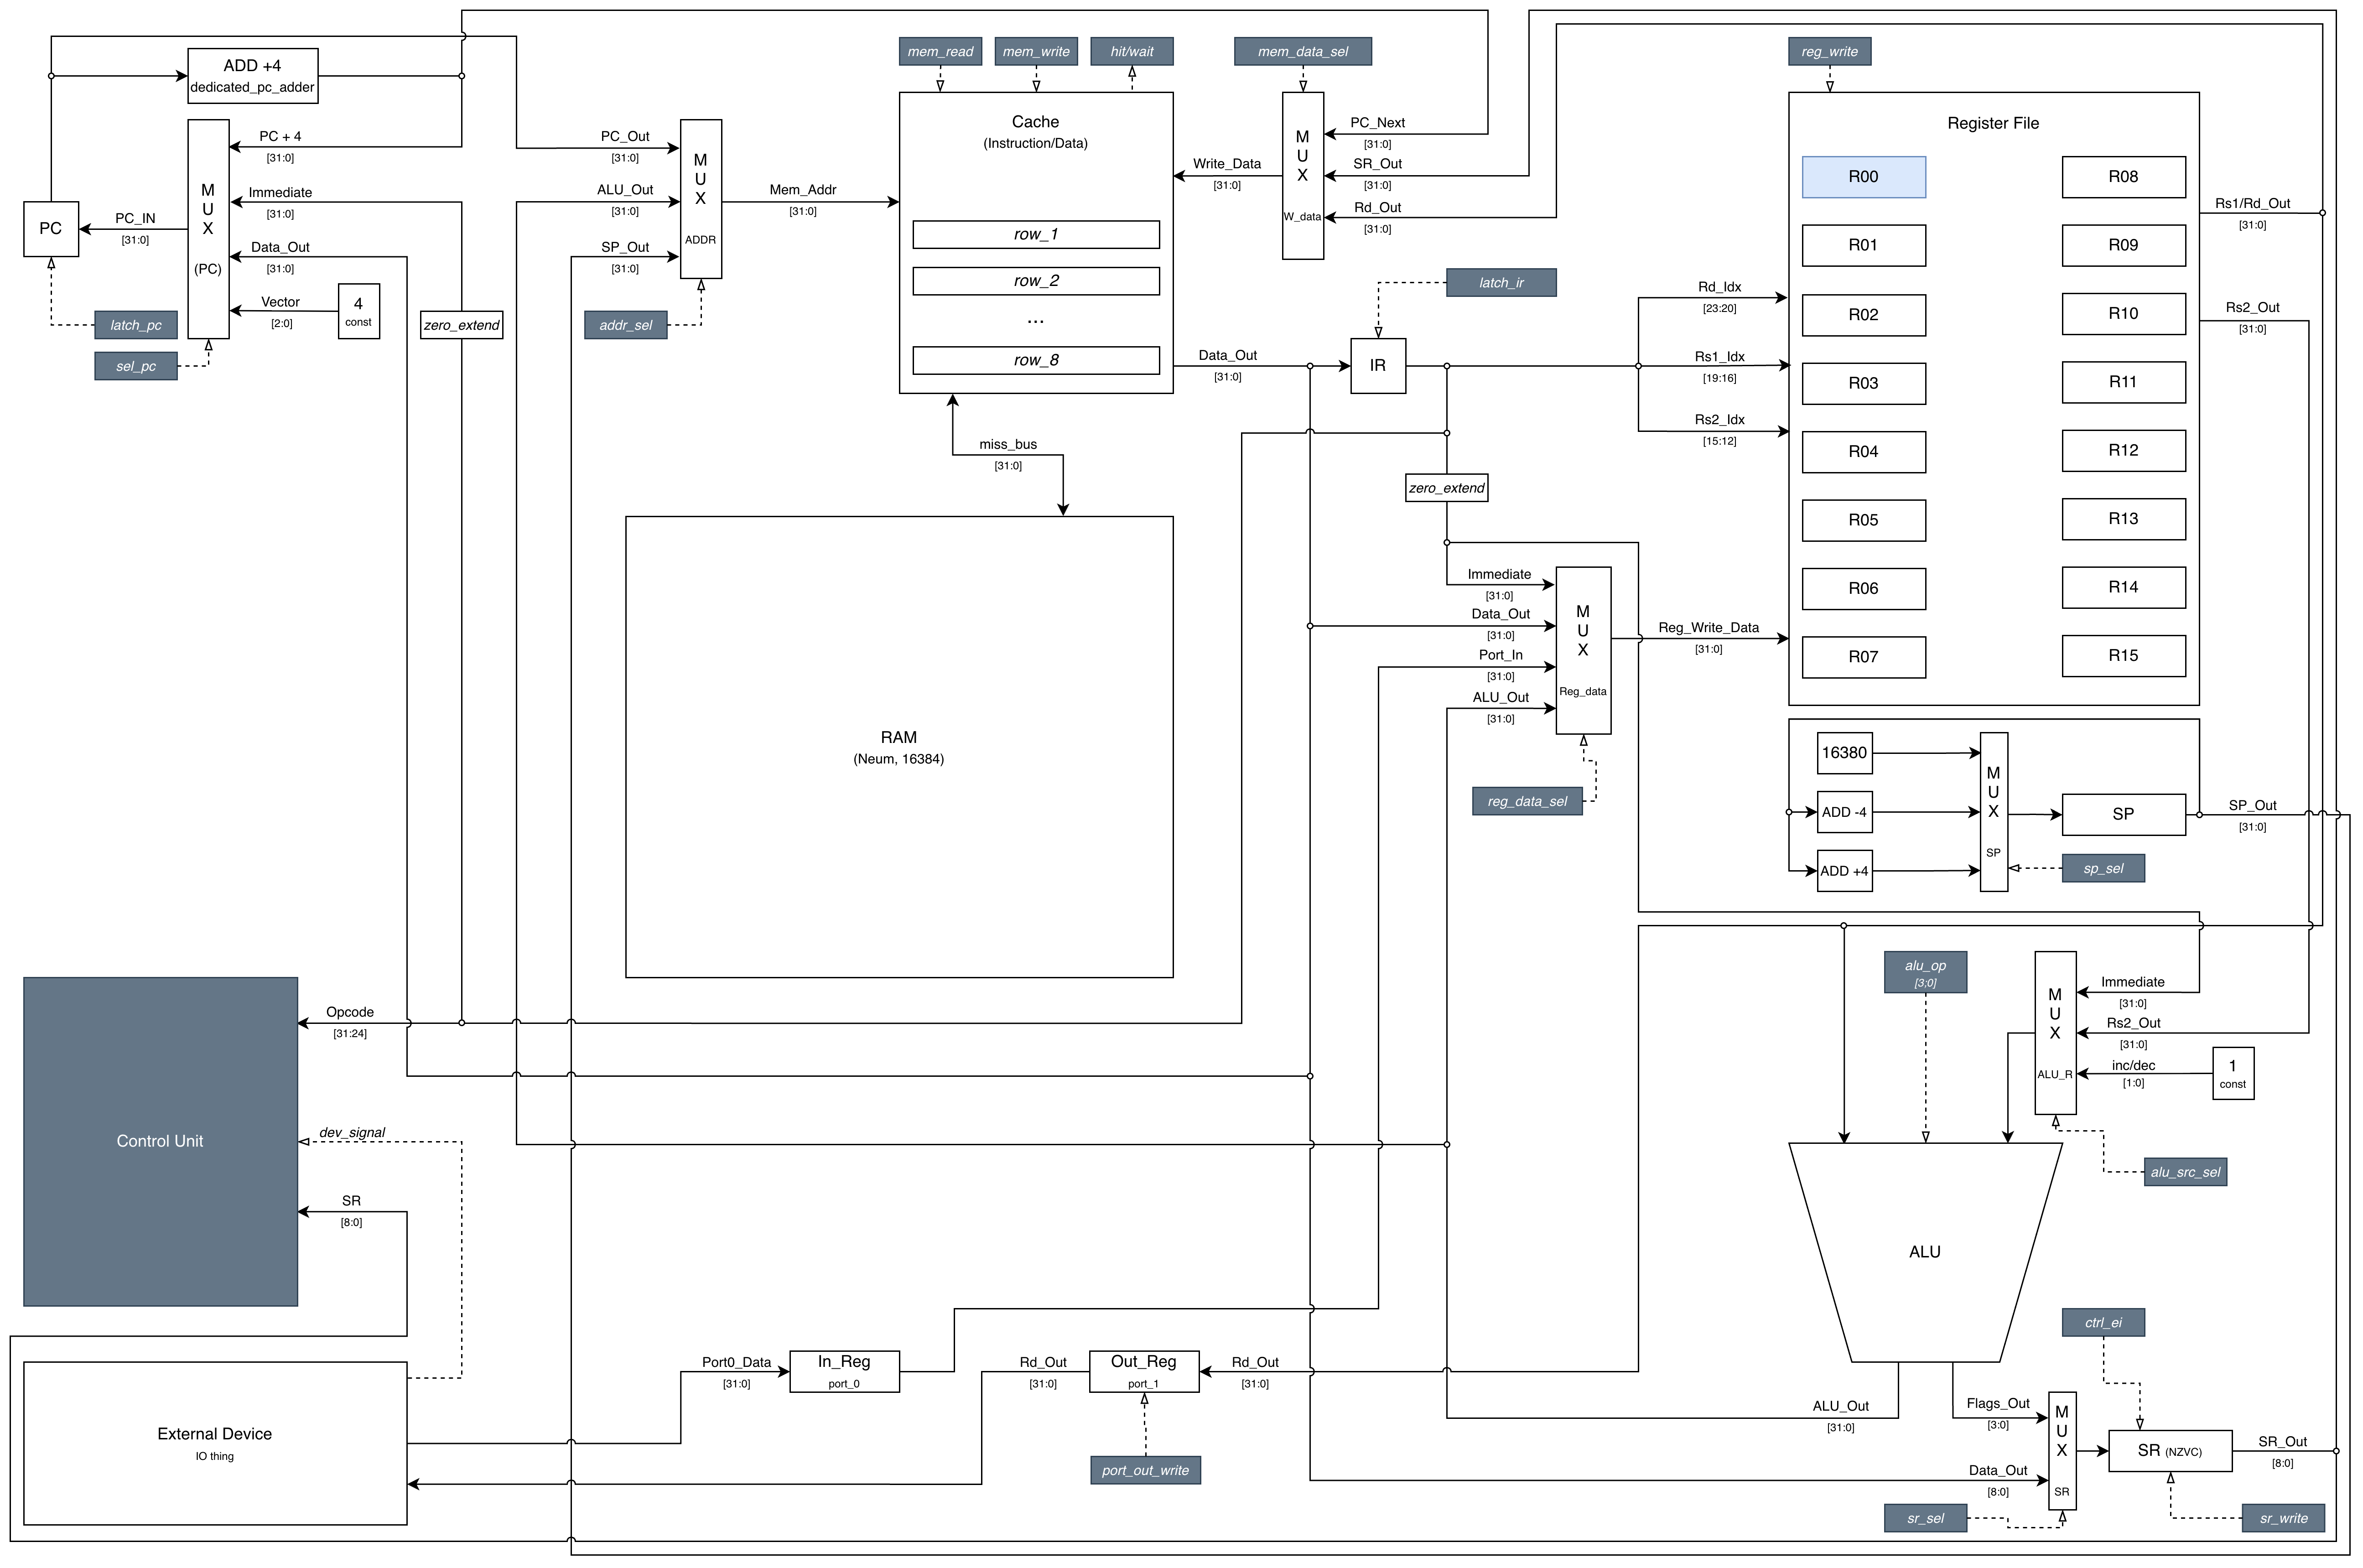 ADD +4
dedicated_pc_adder
PC + 4
[31:0]
Immediate
[31:0]
Data_Out
[31:0]
Vector
[2:0]
4
const
M
U
X
(PC)
PC
PC_IN
[31:0]
latch_pc
sel_pc
zero_extend
PC_Out
[31:0]
ALU_Out
[31:0]
SP_Out
[31:0]
M
U
X
ADDR
addr_sel
Mem_Addr
[31:0]
mem_read
mem_write
hit/wait
mem_data_sel
Cache
(Instruction/Data)
row_1
row_2
...
row_8
Write_Data
[31:0]
M
U
X
W_data
PC_Next
[31:0]
SR_Out
[31:0]
Rd_Out
[31:0]
Data_Out
[31:0]
latch_ir
IR
miss_bus
[31:0]
RAM
(Neum, 16384)
zero_extend
Immediate
[31:0]
Data_Out
[31:0]
Port_In
[31:0]
ALU_Out
[31:0]
M
U
X
Reg_data
reg_data_sel
Reg_Write_Data
[31:0]
Rd_Idx
[23:20]
Rs1_Idx
[19:16]
Rs2_Idx
[15:12]
reg_write
Register File
R00
R08
R01
R09
R02
R10
R03
R11
R04
R12
R05
R13
R06
R14
R07
R15
Rs1/Rd_Out
[31:0]
Rs2_Out
[31:0]
16380
ADD -4
ADD +4
M
U
X
SP
SP
SP_Out
[31:0]
sp_sel
alu_op
[3;0]
M
U
X
ALU_R
Immediate
[31:0]
Rs2_Out
[31:0]
inc/dec
[1:0]
1
const
alu_src_sel
ALU
Control Unit
Opcode
[31:24]
dev_signal
SR
[8:0]
External Device
IO thing
Port0_Data
[31:0]
In_Reg
port_0
Rd_Out
[31:0]
Out_Reg
port_1
Rd_Out
[31:0]
port_out_write
ALU_Out
[31:0]
Flags_Out
[3:0]
Data_Out
[8:0]
M
U
X
SR
ctrl_ei
SR (NZVC)
SR_Out
[8:0]
sr_sel
sr_write